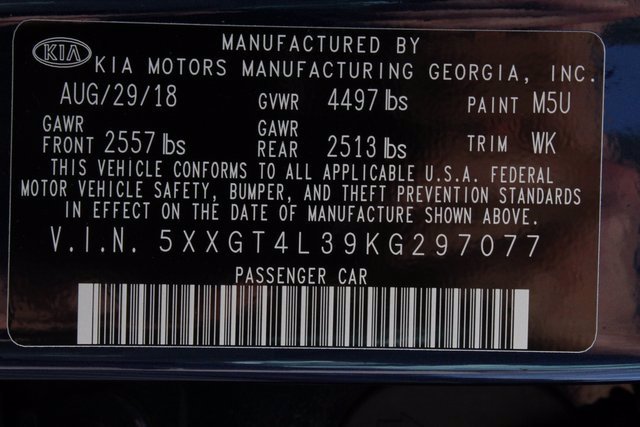 MANUFACTURED BY
KIA KIA MOTORS MANUFACTURING GEORGIA, INC.
AUG/29/18 GVWR 4497 lbs PAINT M5U
GAWR FRONT 2557 lbs GAWR REAR 2513 lbs TRIM WK
THIS VEHICLE CONFORMS TO ALL APPLICABLE U.S.A. FEDERAL
MOTOR VEHICLE SAFETY, BUMPER, AND THEFT PREVENTION STANDARDS
IN EFFECT ON THE DATE OF MANUFACTURE SHOWN ABOVE.
V.I.N. 5XXGT4L39KG297077
PASSENGER CAR